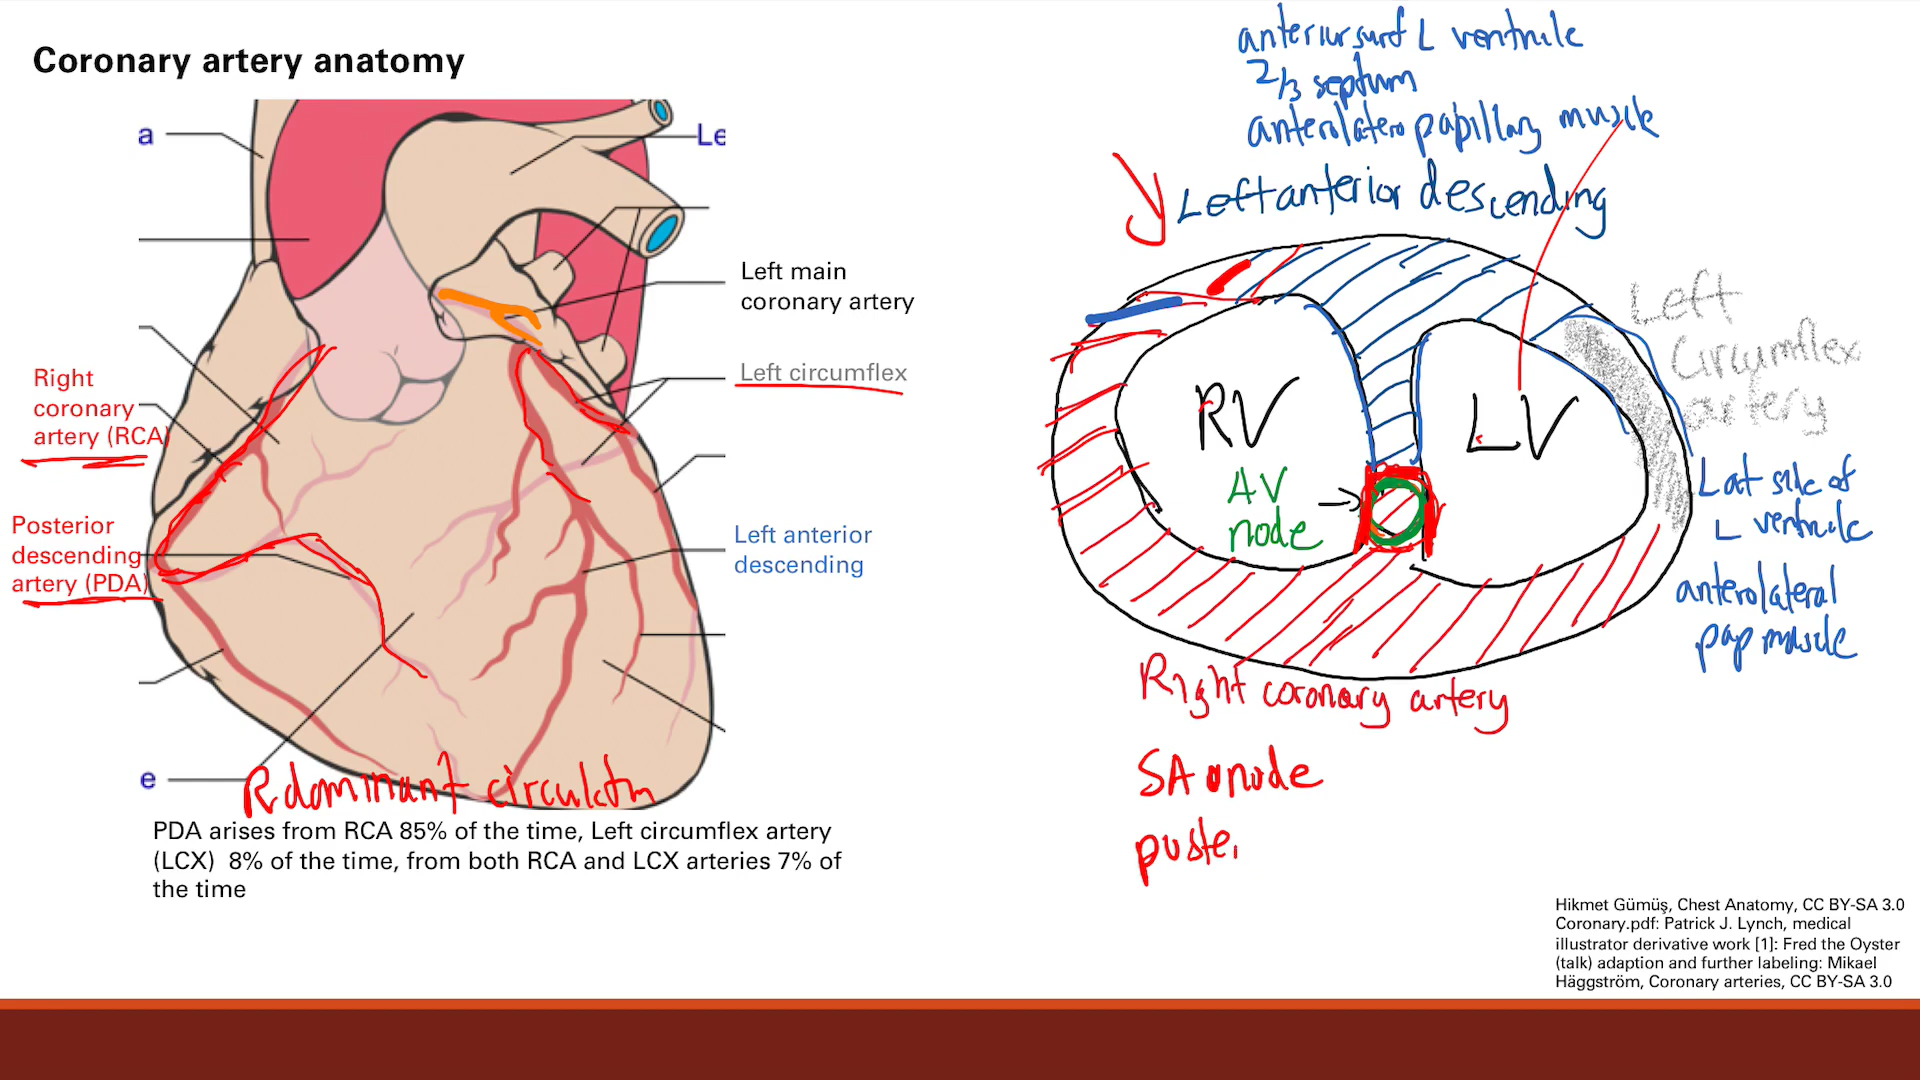 Coronary artery anatomy
a
Le
Left main
coronary artery
Left circumflex
Right
coronary
artery (RCA)
Posterior
descending
artery (PDA)
Left anterior
descending
e
R dominant circulation
PDA arises from RCA 85% of the time, Left circumflex artery
(LCX) 8% of the time, from both RCA and LCX arteries 7% of
the time
anterior surf L ventricle
2/3 septum
anterolatero papillary muscle
Left anterior descending
Left
Circumflex
artery
RV
LV
AV
node
Lat side of
L ventricle
anterolateral
pap muscle
Right coronary artery
SA node
poster
Hikmet Gümüş, Chest Anatomy, CC BY-SA 3.0
Coronary.pdf: Patrick J. Lynch, medical
illustrator derivative work [1]: Fred the Oyster
(talk) adaption and further labeling: Mikael
Häggström, Coronary arteries, CC BY-SA 3.0